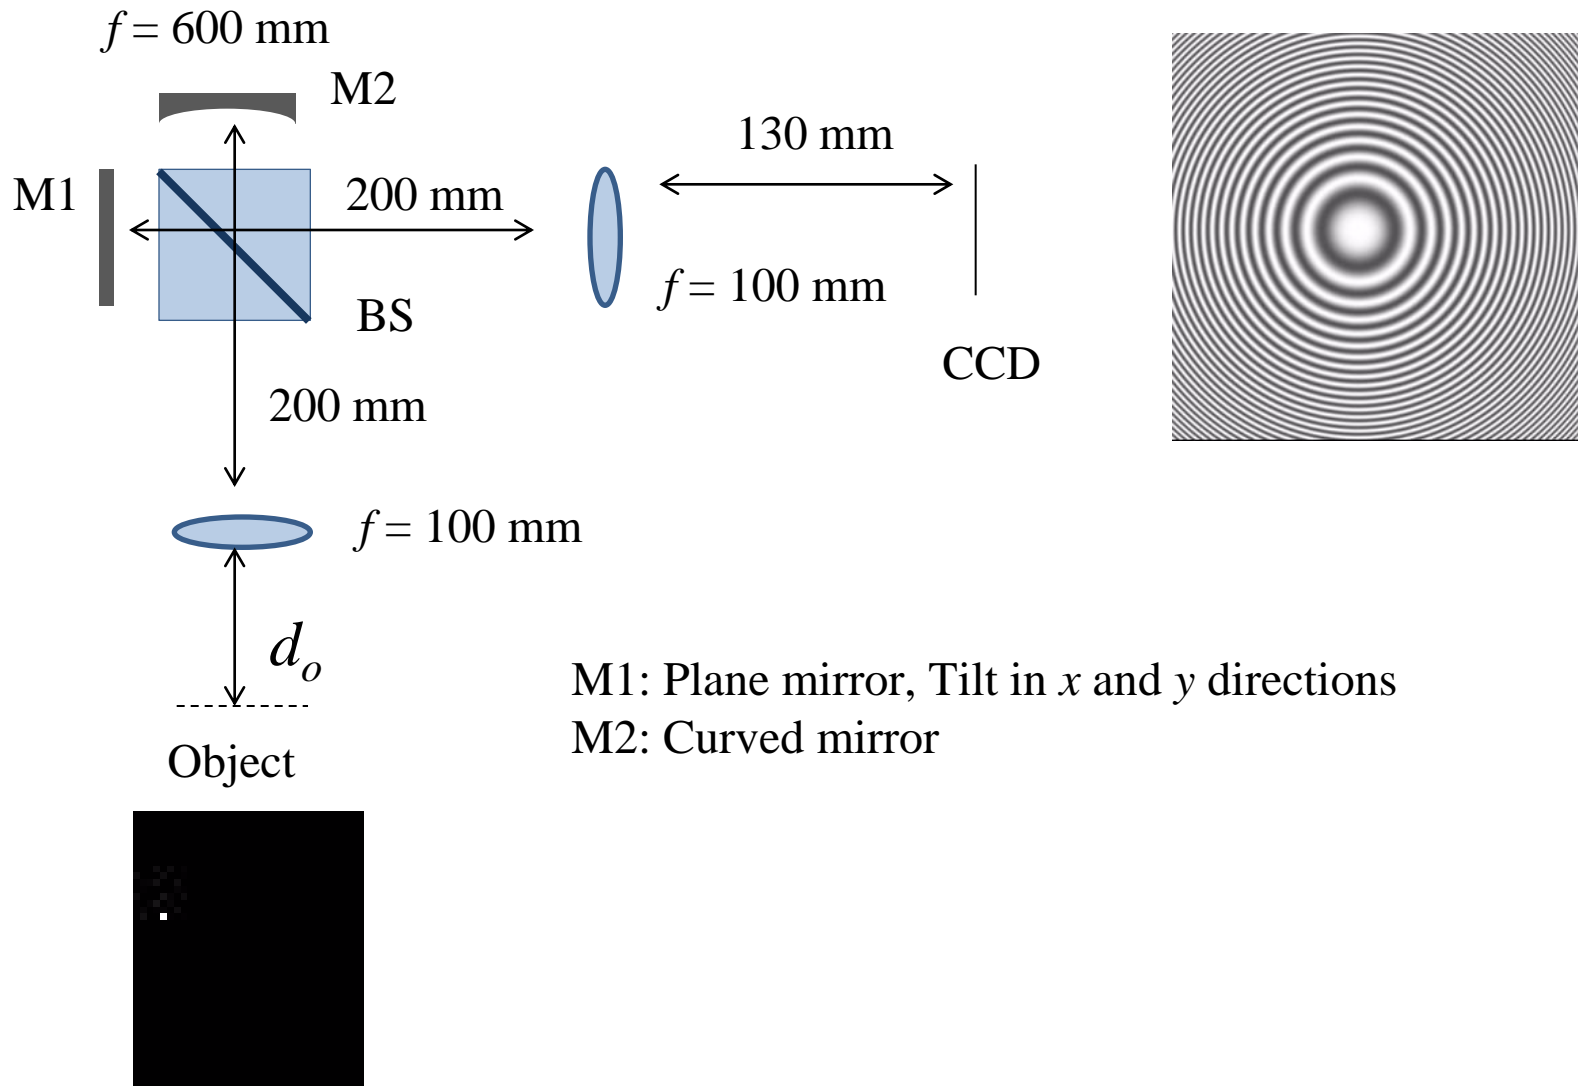 f = 600 mm
M2
130 mm
M1
200 mm
f = 100 mm
BS
CCD
200 mm
f = 100 mm
dₒ
M1: Plane mirror, Tilt in x and y directions
M2: Curved mirror
Object